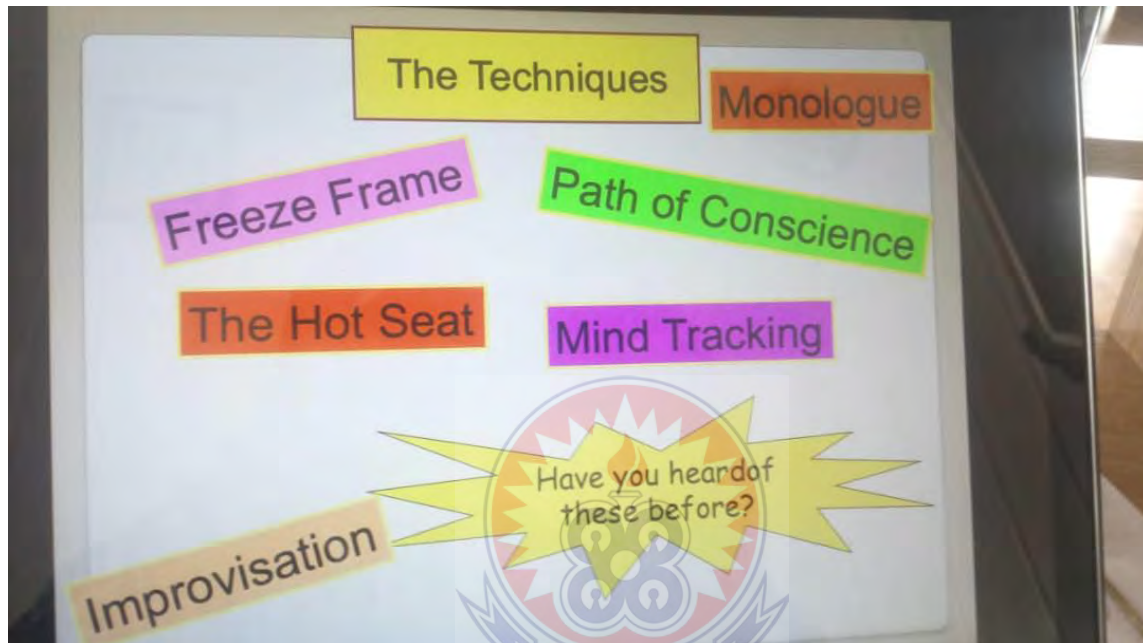 The Techniques
Monologue
Freeze Frame
Path of Conscience
The Hot Seat
Mind Tracking
Have you heardof
these before?
Improvisation